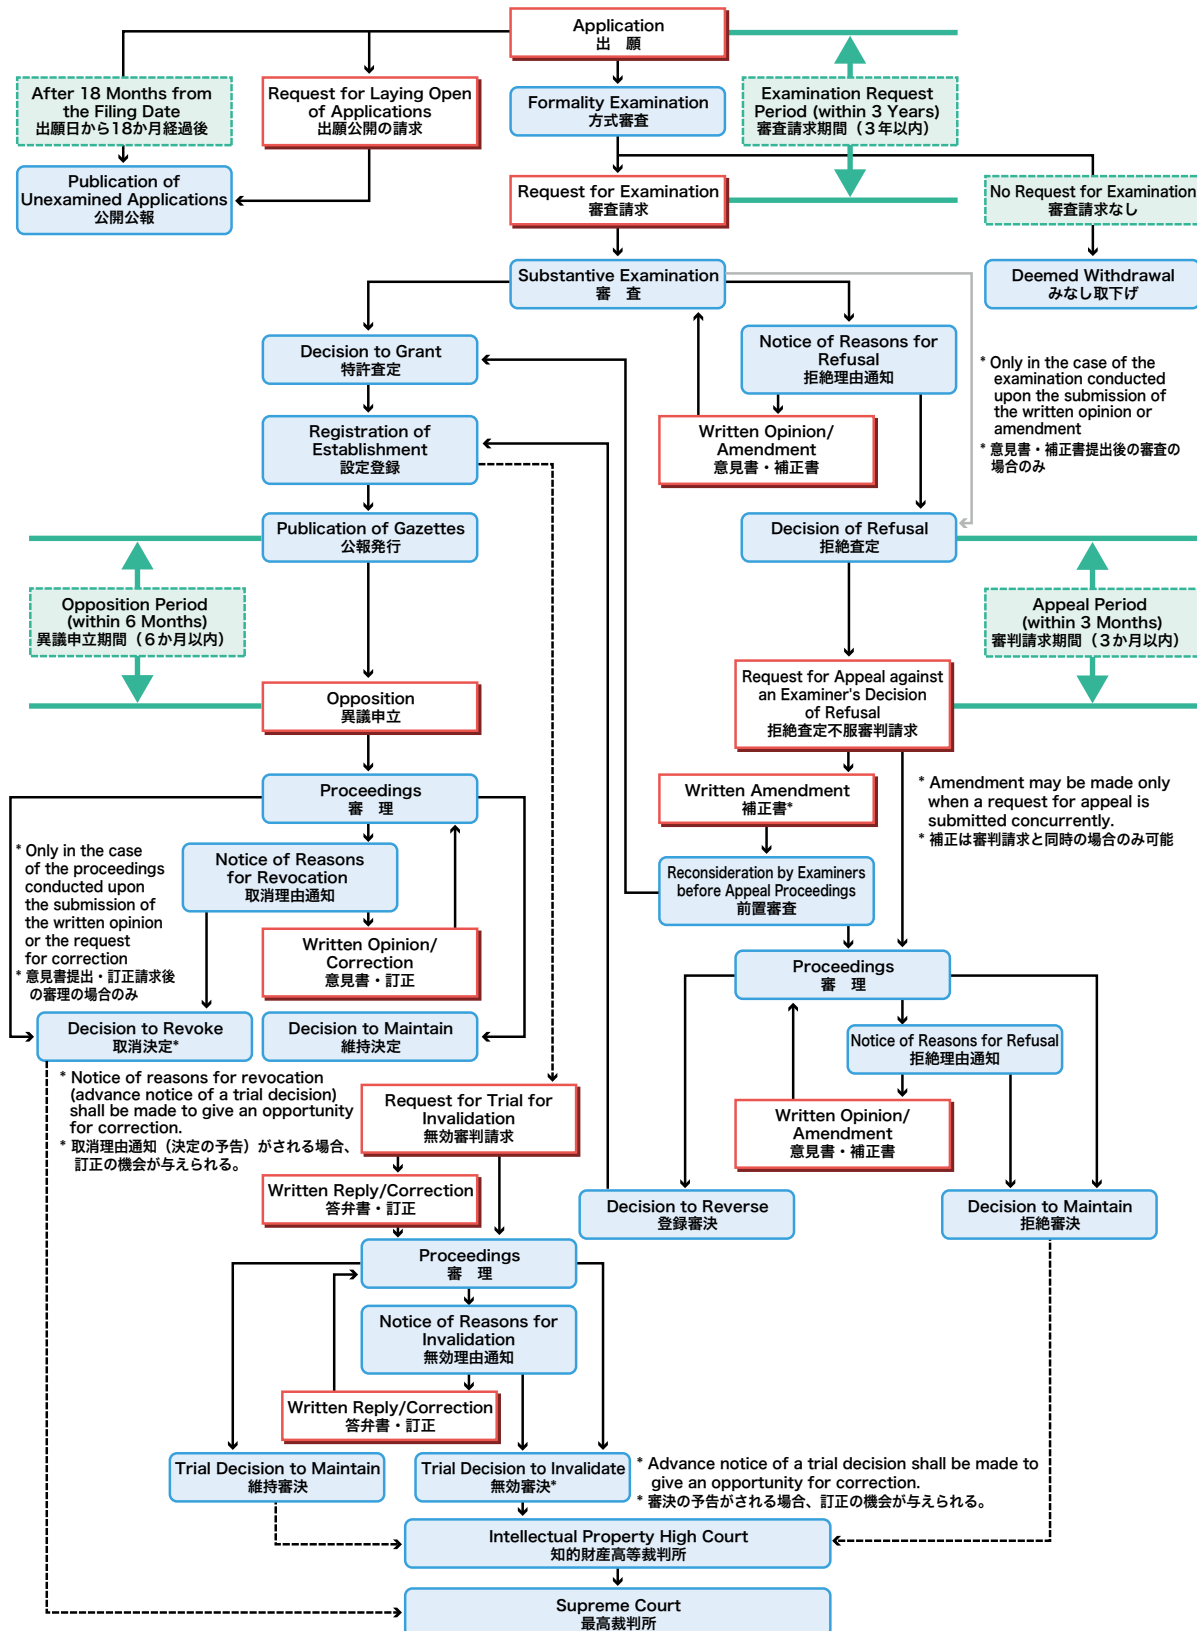 Application
出 願
After 18 Months from
the Filing Date
出願日から18か月経過後
Request for Laying Open
of Applications
出願公開の請求
Formality Examination
方式審査
Examination Request
Period (within 3 Years)
審査請求期間（３年以内）
Publication of
Unexamined Applications
公開公報
Request for Examination
審査請求
No Request for Examination
審査請求なし
Substantive Examination
審 査
Deemed Withdrawal
みなし取下げ
Decision to Grant
特許査定
Notice of Reasons for
Refusal
拒絶理由通知
* Only in the case of the
examination conducted
upon the submission of
the written opinion or
amendment
* 意見書・補正書提出後の審査の
場合のみ
Registration of
Establishment
設定登録
Written Opinion/
Amendment
意見書・補正書
Publication of Gazettes
公報発行
Decision of Refusal
拒絶査定
Opposition Period
(within 6 Months)
異議申立期間（６か月以内）
Appeal Period
(within 3 Months)
審判請求期間（３か月以内）
Opposition
異議申立
Request for Appeal against
an Examiner's Decision
of Refusal
拒絶査定不服審判請求
Proceedings
審 理
Written Amendment
補正書*
* Amendment may be made only
when a request for appeal is
submitted concurrently.
* 補正は審判請求と同時の場合のみ可能
* Only in the case
of the proceedings
conducted upon
the submission of
the written opinion
or the request
for correction
* 意見書提出・訂正請求後
の審理の場合のみ
Notice of Reasons
for Revocation
取消理由通知
Reconsideration by Examiners
before Appeal Proceedings
前置審査
Written Opinion/
Correction
意見書・訂正
Proceedings
審 理
Decision to Revoke
取消決定*
Decision to Maintain
維持決定
Notice of Reasons for Refusal
拒絶理由通知
* Notice of reasons for revocation
(advance notice of a trial decision)
shall be made to give an opportunity
for correction.
* 取消理由通知（決定の予告）がされる場合、
訂正の機会が与えられる。
Request for Trial for
Invalidation
無効審判請求
Written Opinion/
Amendment
意見書・補正書
Written Reply/Correction
答弁書・訂正
Decision to Reverse
登録審決
Decision to Maintain
拒絶審決
Proceedings
審 理
Notice of Reasons for
Invalidation
無効理由通知
Written Reply/Correction
答弁書・訂正
Trial Decision to Maintain
維持審決
Trial Decision to Invalidate
無効審決*
* Advance notice of a trial decision shall be made to
give an opportunity for correction.
* 審決の予告がされる場合、訂正の機会が与えられる。
Intellectual Property High Court
知的財産高等裁判所
Supreme Court
最高裁判所